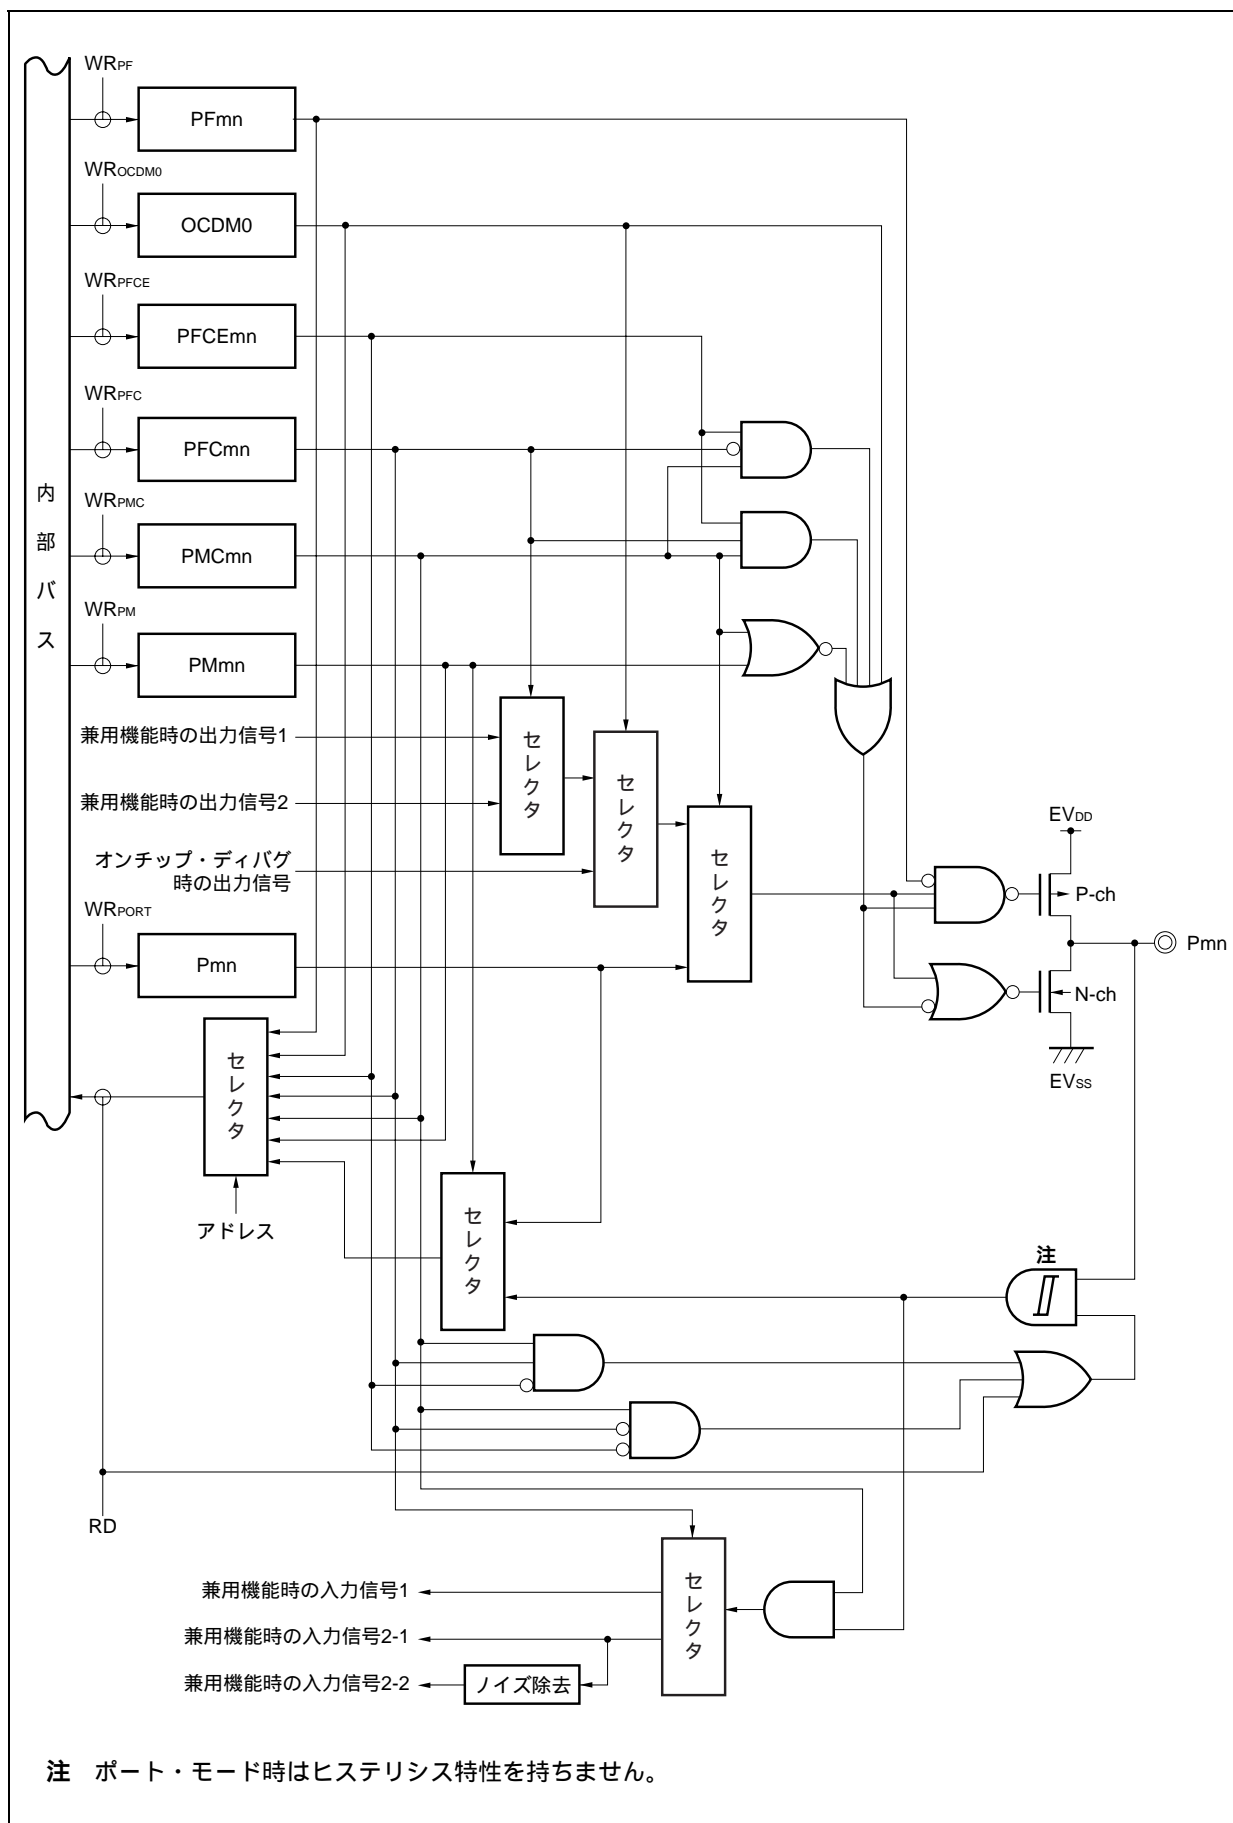 WRPF
PFmn
WROCDM0
OCDM0
WRPFCE
PFCEmn
WRPFC
PFCmn
内部バス
WRPMC
PMCmn
WRPM
PMmn
兼用機能時の出力信号1
セレクタ
セレクタ
兼用機能時の出力信号2
セレクタ
EVDD
オンチップ・ディバグ
時の出力信号
P-ch
WRPORT
Pmn
Pmn
N-ch
セレクタ
EVSS
アドレス
セレクタ
注
RD
兼用機能時の入力信号1
セレクタ
兼用機能時の入力信号2-1
兼用機能時の入力信号2-2
ノイズ除去
注 ポート・モード時はヒステリシス特性を持ちません。